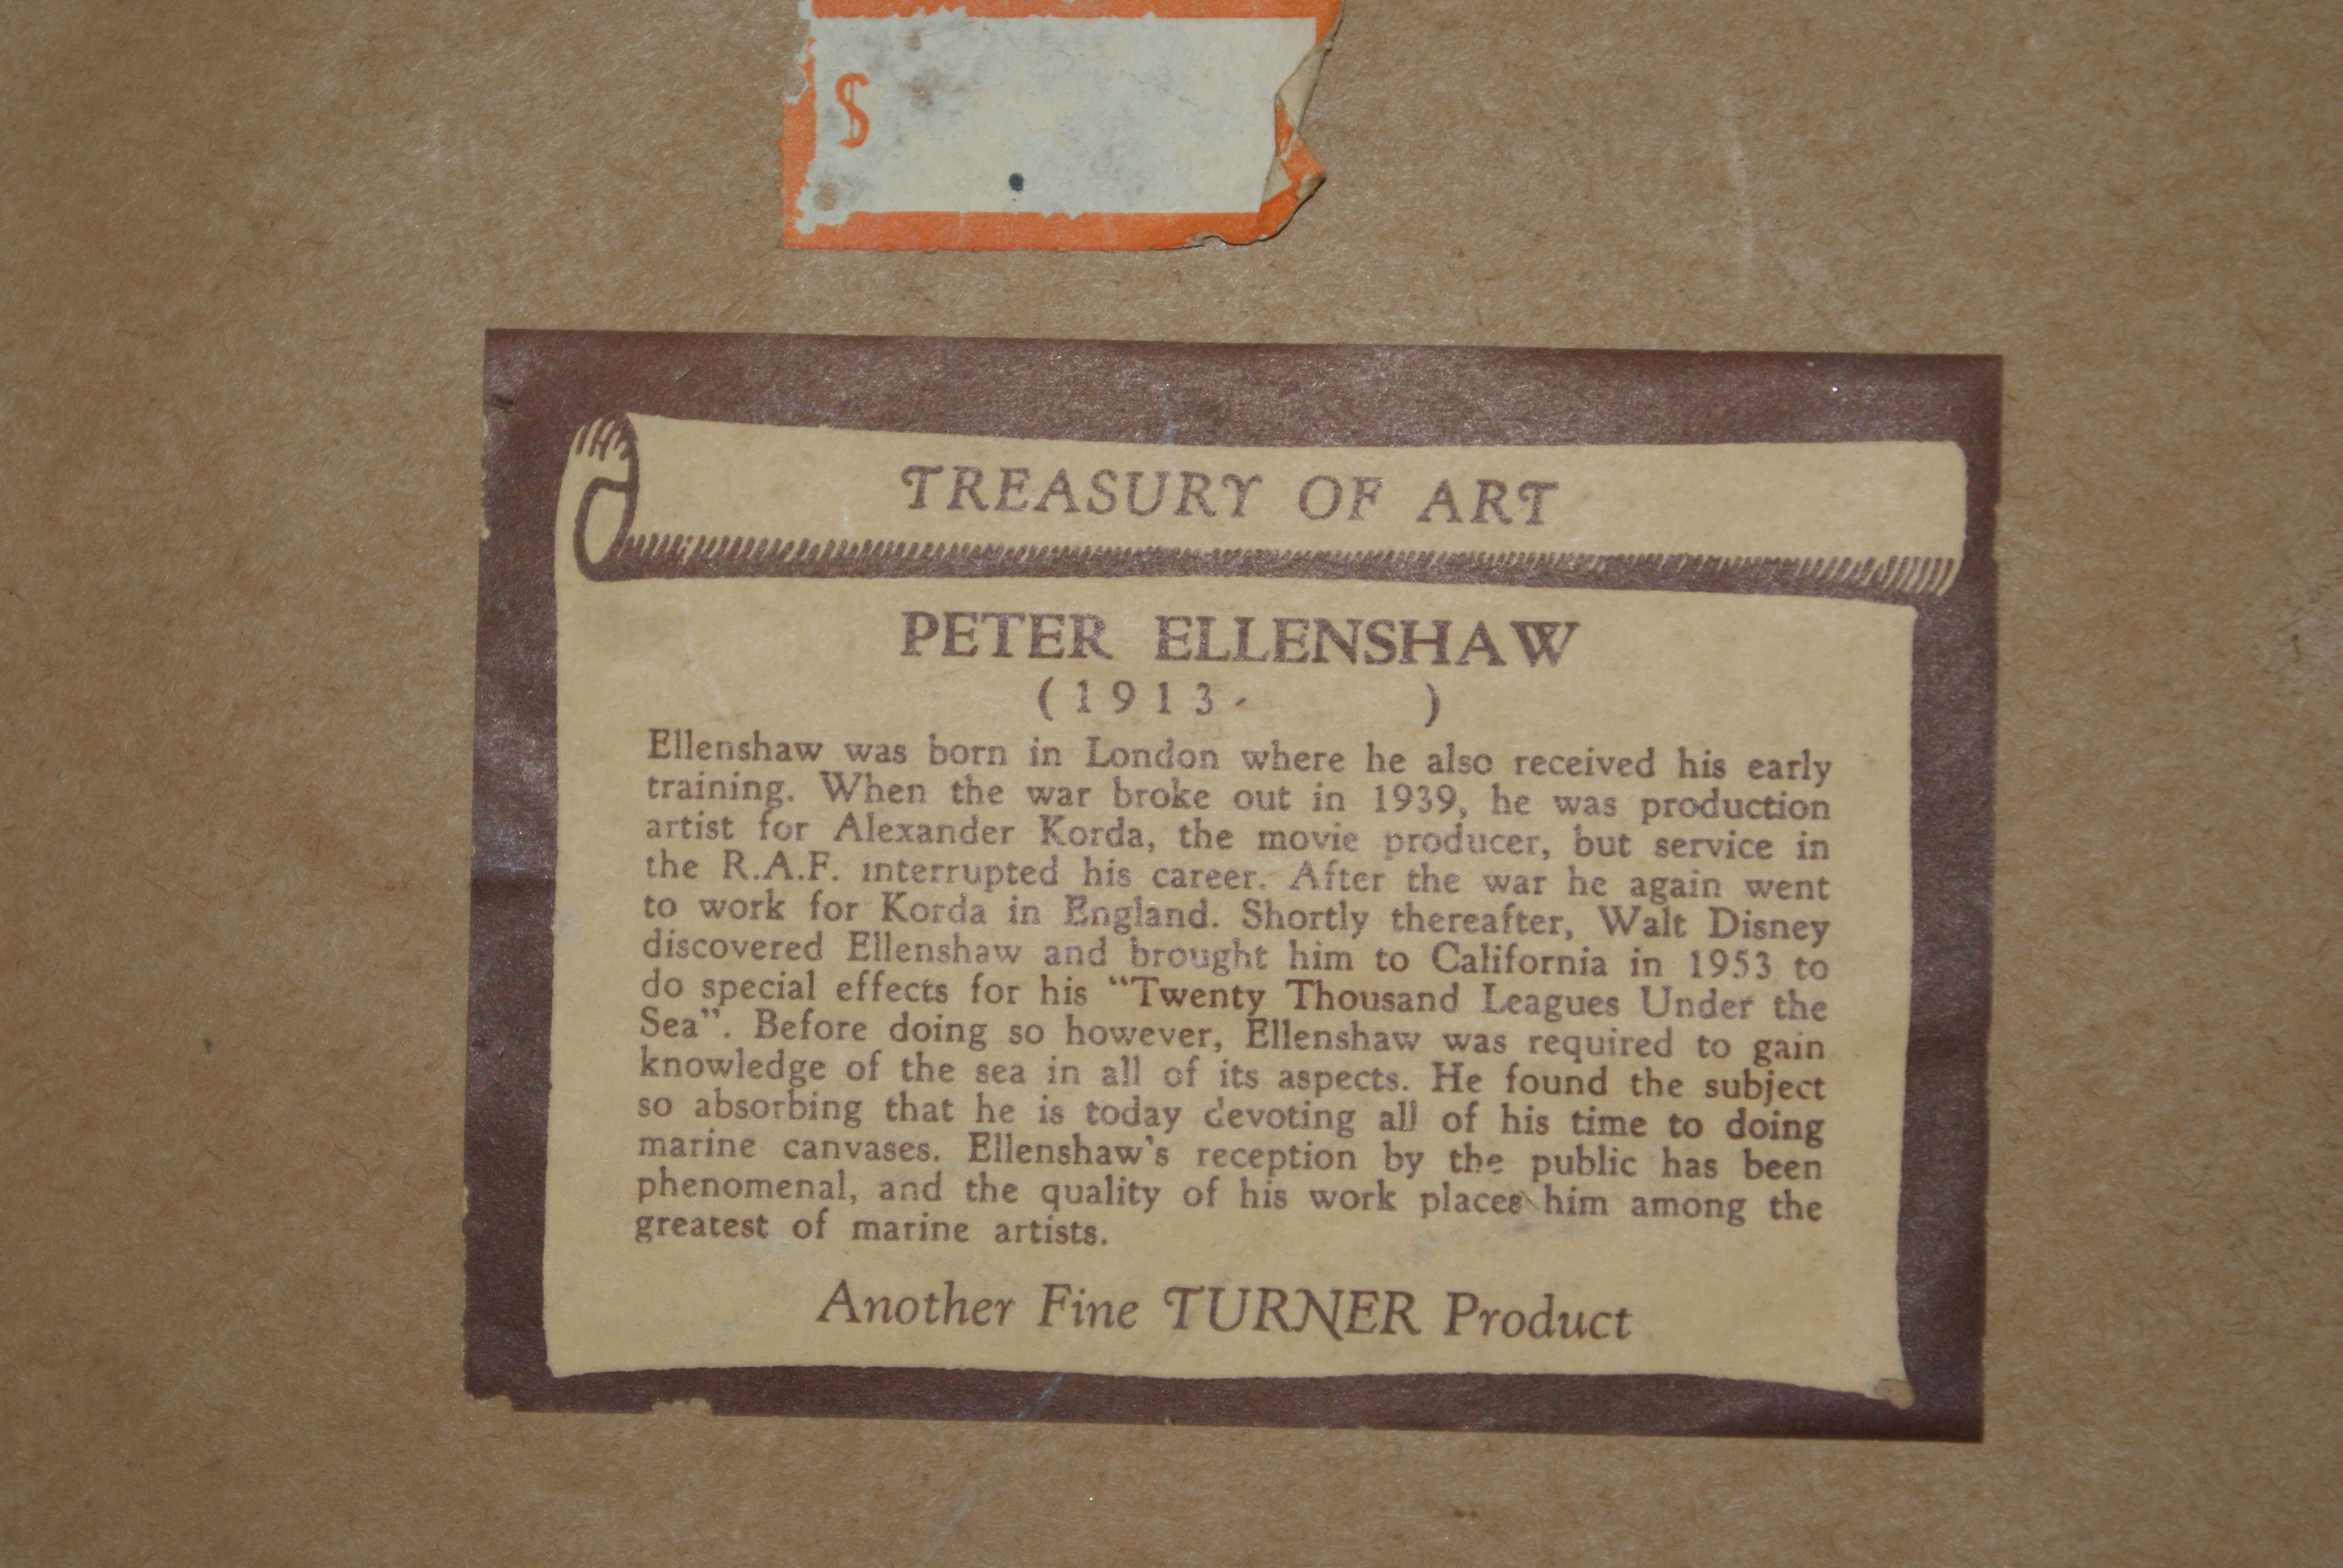 $
TREASURY OF ART
PETER ELLENSHAW
(1913- )
Ellenshaw was born in London where he also received his early
training. When the war broke out in 1939, he was production
artist for Alexander Korda, the movie producer, but service in
the R.A.F. interrupted his career. After the war he again went
to work for Korda in England. Shortly thereafter, Walt Disney
discovered Ellenshaw and brought him to California in 1953 to
do special effects for his "Twenty Thousand Leagues Under the
Sea". Before doing so however, Ellenshaw was required to gain
knowledge of the sea in all of its aspects. He found the subject
so absorbing that he is today devoting all of his time to doing
marine canvases. Ellenshaw's reception by the public has been
phenomenal, and the quality of his work places him among the
greatest of marine artists.
Another Fine TURNER Product